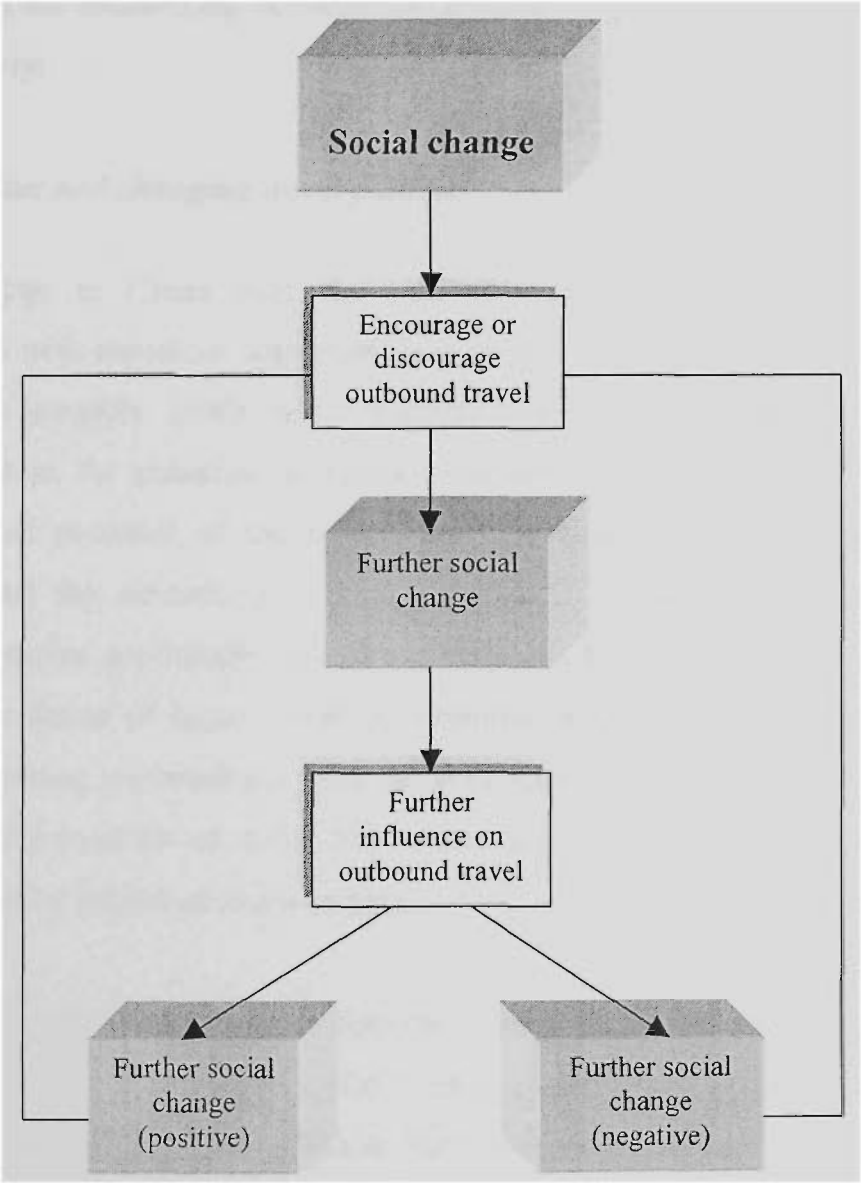 Social change
Encourage or
discourage
outbound travel
Further social
change
Further
influence on
outbound travel
Further social
change
(positive)
Further social
change
(negative)